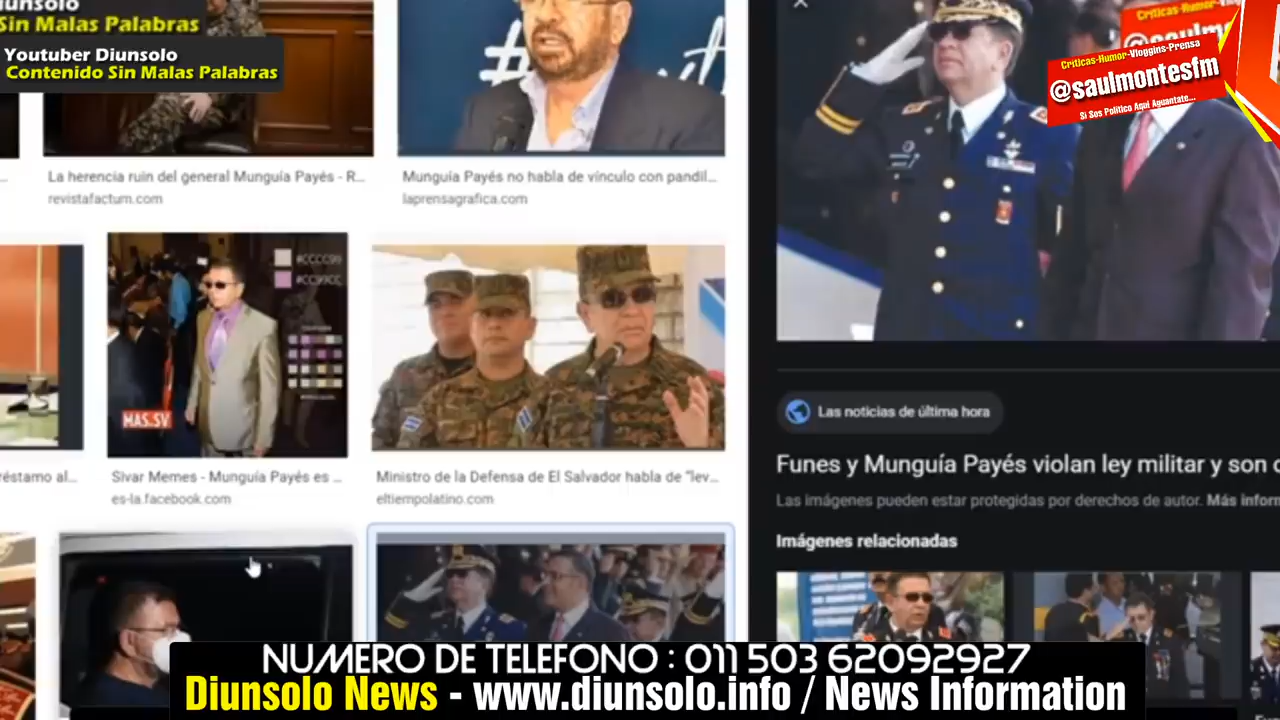 Diunsolo
Sin Malas Palabras
Youtuber Diunsolo
Contenido Sin Malas Palabras
Criticas-Humor-Vloggins-Prensa
@saulmontesfm
Si Sos Politico Aqui Aguantate...
La herencia ruin del general Munguía Payés - R...
revistafactum.com
Munguía Payés no habla de vínculo con pandil...
laprensagrafica.com
#CCCC99
#CC99CC
MAS.SV
réstamo al...
Sivar Memes - Munguía Payés es ...
es-la.facebook.com
Ministro de la Defensa de El Salvador habla de “lev...
eltiempolatino.com
Las noticias de última hora
Funes y Munguía Payés violan ley militar y son
Las imágenes pueden estar protegidas por derechos de autor. Más inform
Imágenes relacionadas
NUMERO DE TELEFONO : 011 503 62092927
Diunsolo News - www.diunsolo.info / News Information